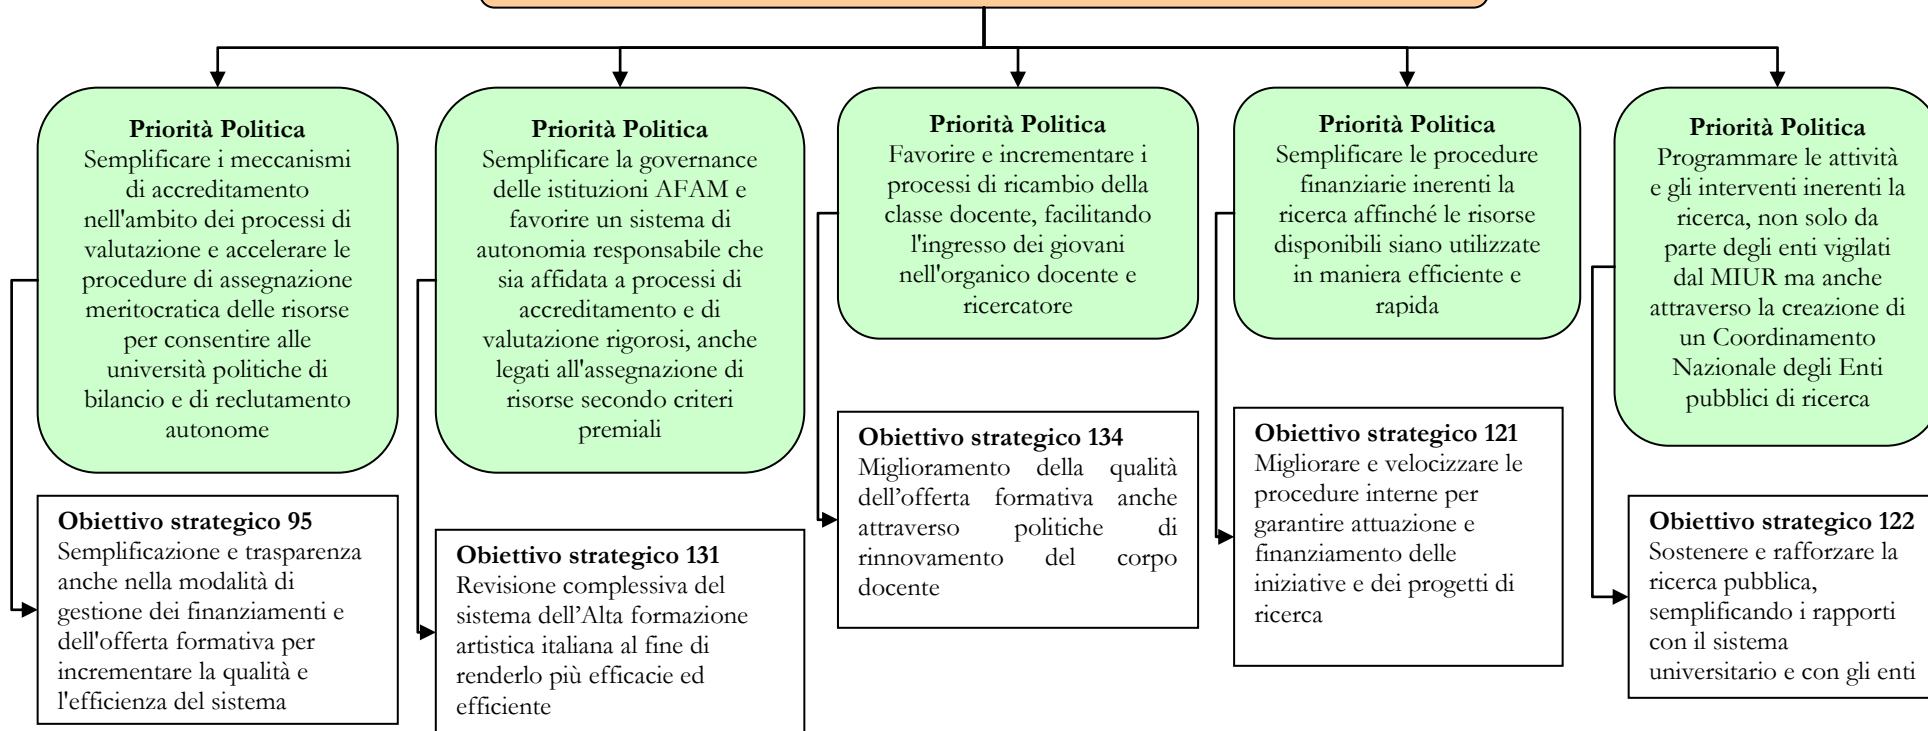 Priorità Politica
Semplificare i meccanismi
di accreditamento
nell'ambito dei processi di
valutazione e accelerare le
procedure di assegnazione
meritocratica delle risorse
per consentire alle
università politiche di
bilancio e di reclutamento
autonome
Obiettivo strategico 95
Semplificazione e trasparenza
anche nella modalità di
gestione dei finanziamenti e
dell'offerta formativa per
incrementare la qualità e
l'efficienza del sistema
Priorità Politica
Semplificare la governance
delle istituzioni AFAM e
favorire un sistema di
autonomia responsabile che
sia affidata a processi di
accreditamento e di
valutazione rigorosi, anche
legati all'assegnazione di
risorse secondo criteri
premiali
Obiettivo strategico 131
Revisione complessiva del
sistema dell’Alta formazione
artistica italiana al fine di
renderlo più efficacie ed
efficiente
Priorità Politica
Favorire e incrementare i
processi di ricambio della
classe docente, facilitando
l'ingresso dei giovani
nell'organico docente e
ricercatore
Obiettivo strategico 134
Miglioramento della qualità
dell’offerta formativa anche
attraverso politiche di
rinnovamento del corpo
docente
Priorità Politica
Semplificare le procedure
finanziarie inerenti la
ricerca affinché le risorse
disponibili siano utilizzate
in maniera efficiente e
rapida
Obiettivo strategico 121
Migliorare e velocizzare le
procedure interne per
garantire attuazione e
finanziamento delle
iniziative e dei progetti di
ricerca
Priorità Politica
Programmare le attività
e gli interventi inerenti la
ricerca, non solo da
parte degli enti vigilati
dal MIUR ma anche
attraverso la creazione di
un Coordinamento
Nazionale degli Enti
pubblici di ricerca
Obiettivo strategico 122
Sostenere e rafforzare la
ricerca pubblica,
semplificando i rapporti
con il sistema
universitario e con gli enti